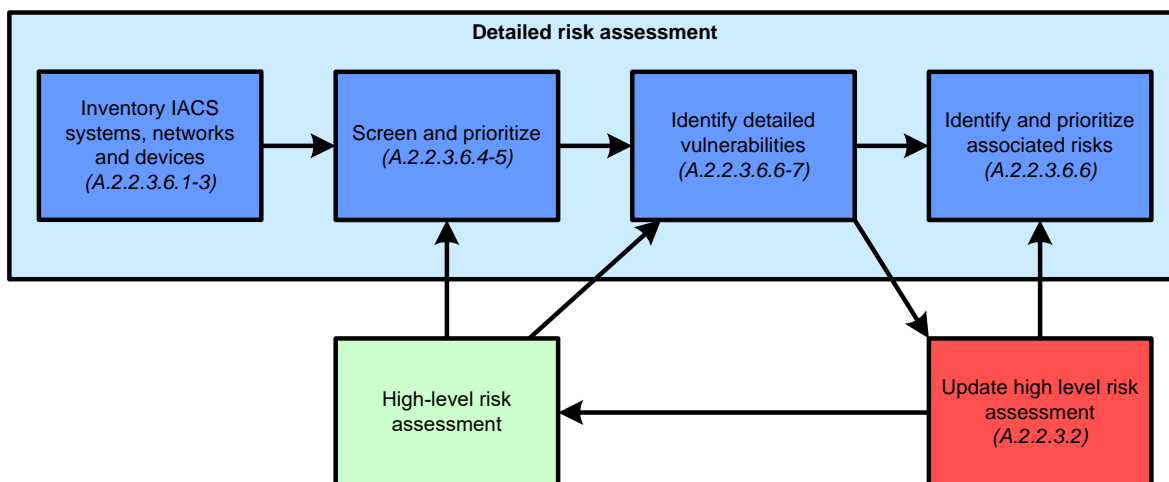 Detailed risk assessment
Inventory IACS
systems, networks
and devices
(A.2.2.3.6.1-3)
Screen and prioritize
(A.2.2.3.6.4-5)
Identify detailed
vulnerabilities
(A.2.2.3.6.6-7)
Identify and prioritize
associated risks
(A.2.2.3.6.6)
High-level risk
assessment
Update high level risk
assessment
(A.2.2.3.2)